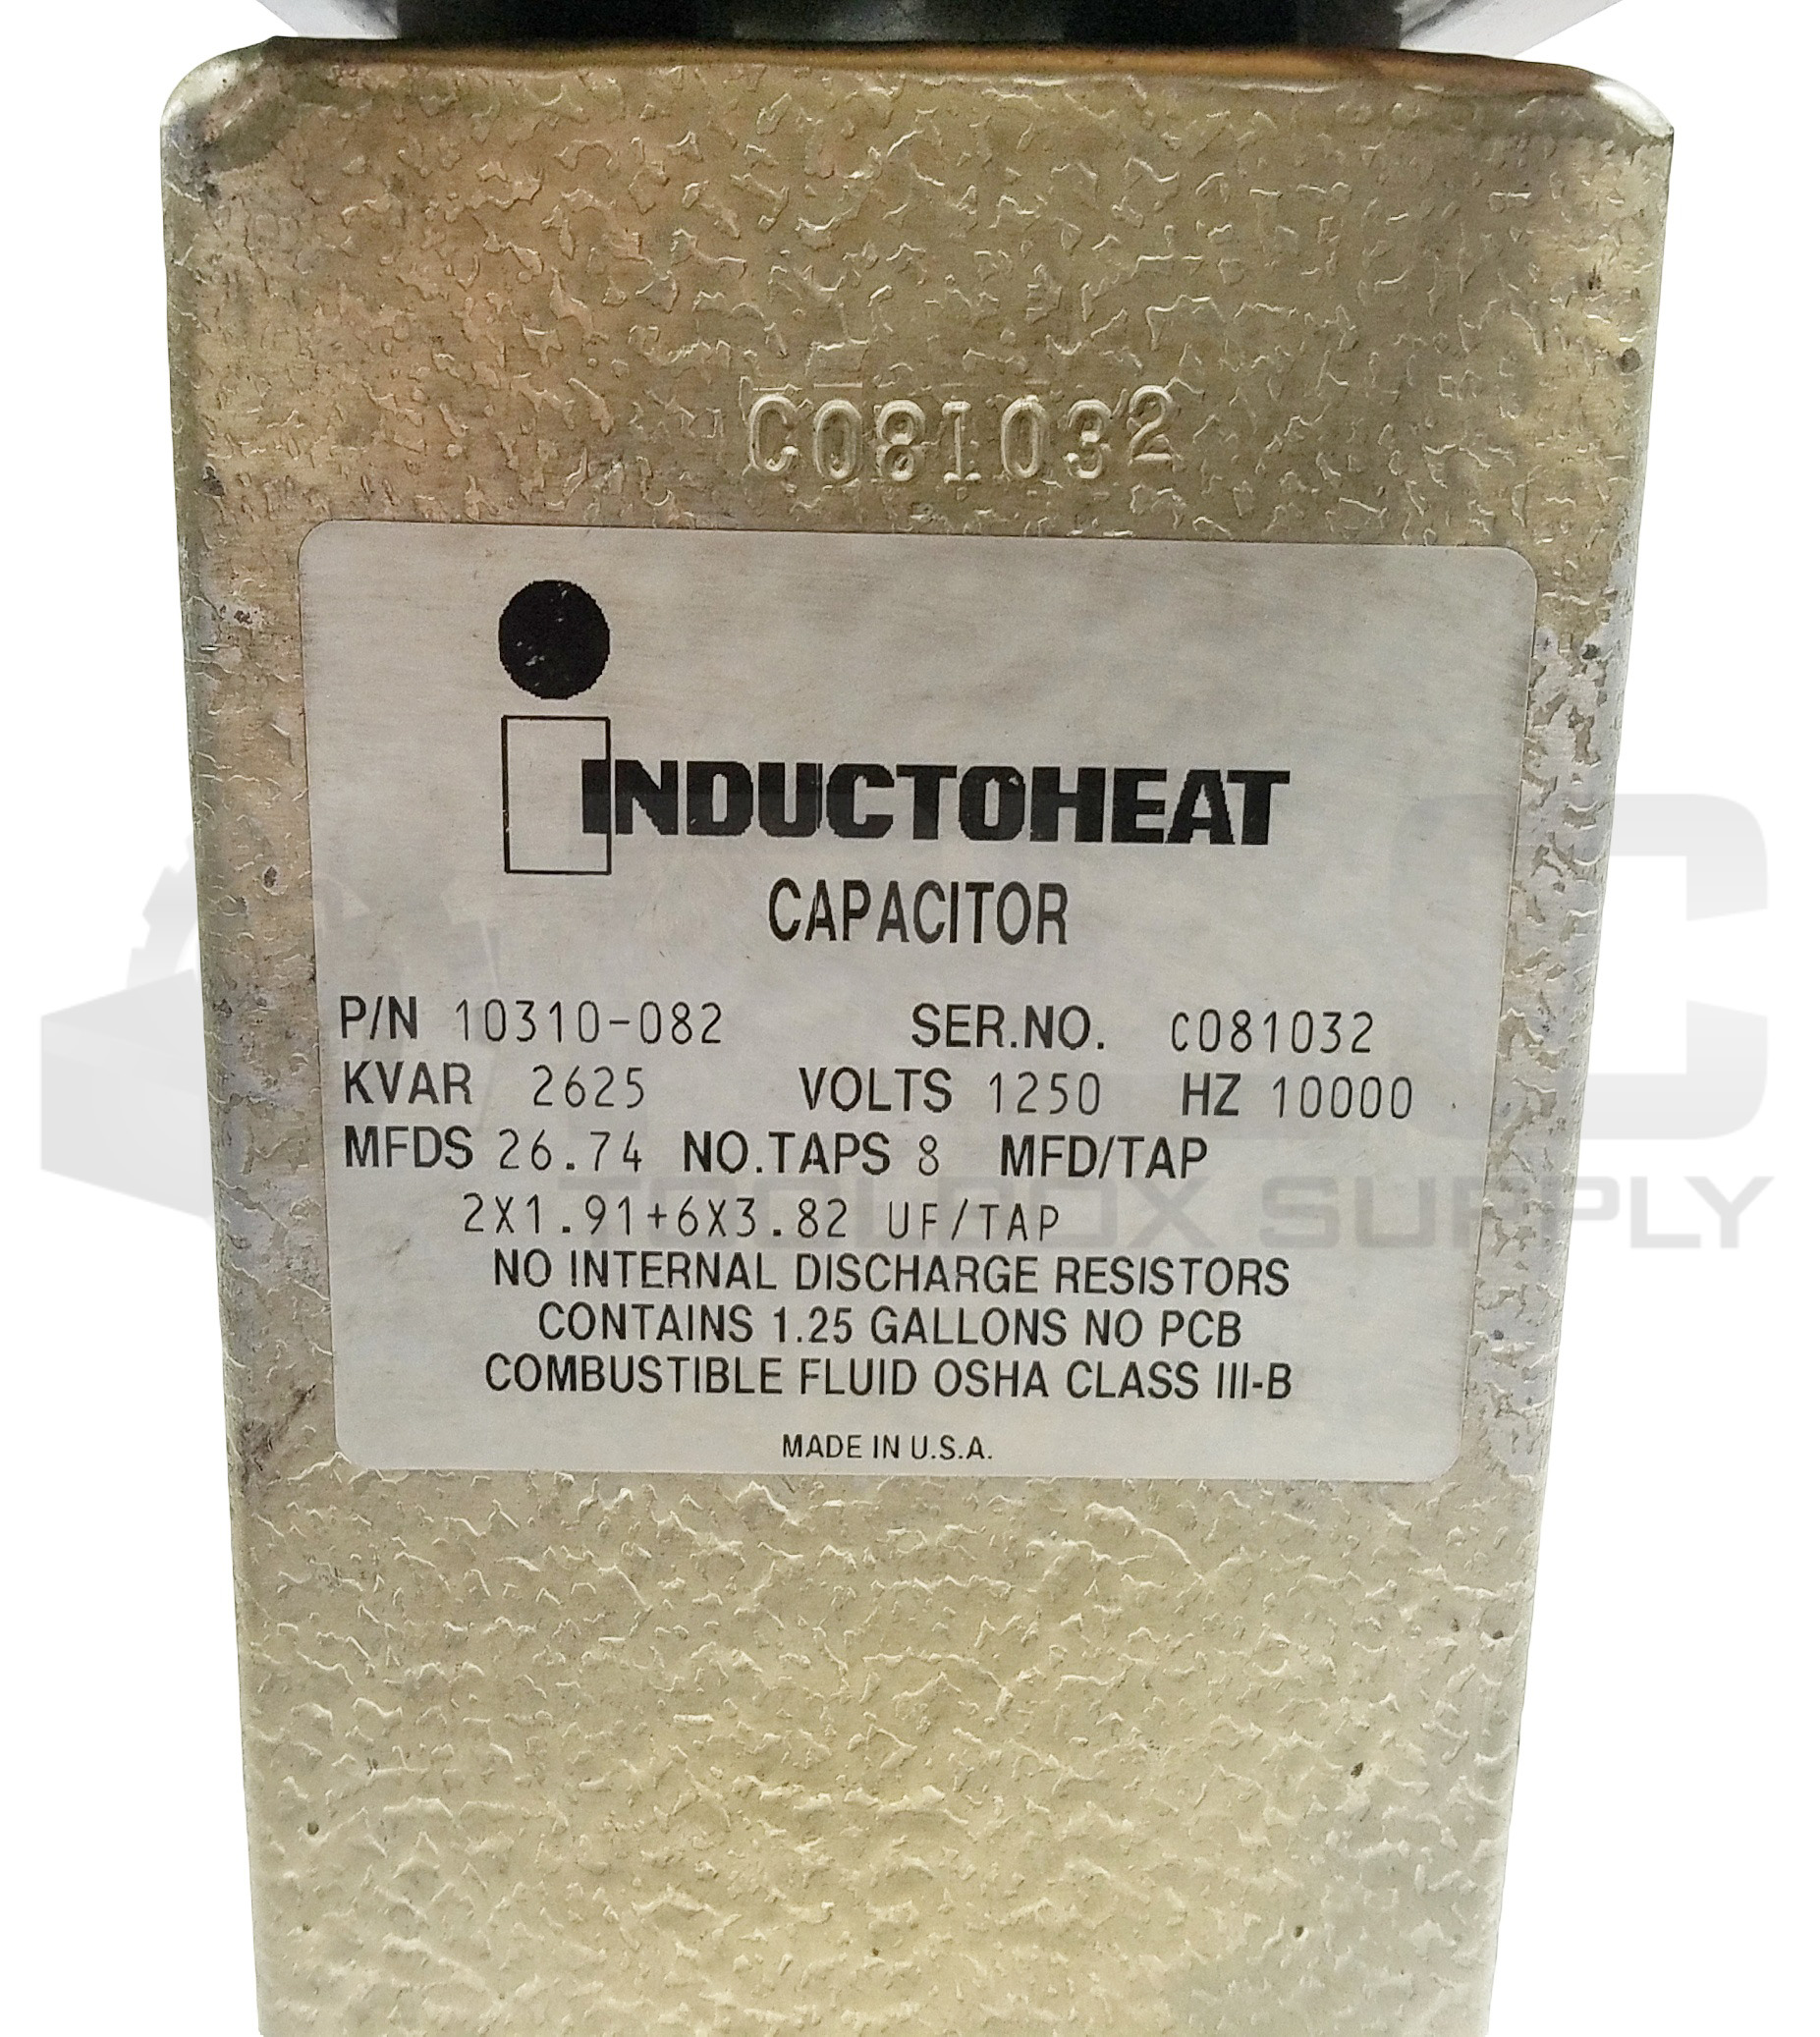 C081032
INDUCTOHEAT
CAPACITOR
P/N 10310-082 SER.NO. C081032
KVAR 2625 VOLTS 1250 HZ 10000
MFDS 26.74 NO.TAPS 8 MFD/TAP
2X1.91+6X3.82 UF/TAP
NO INTERNAL DISCHARGE RESISTORS
CONTAINS 1.25 GALLONS NO PCB
COMBUSTIBLE FLUID OSHA CLASS III-B
MADE IN U.S.A.
TOOLBOX SUPPLY